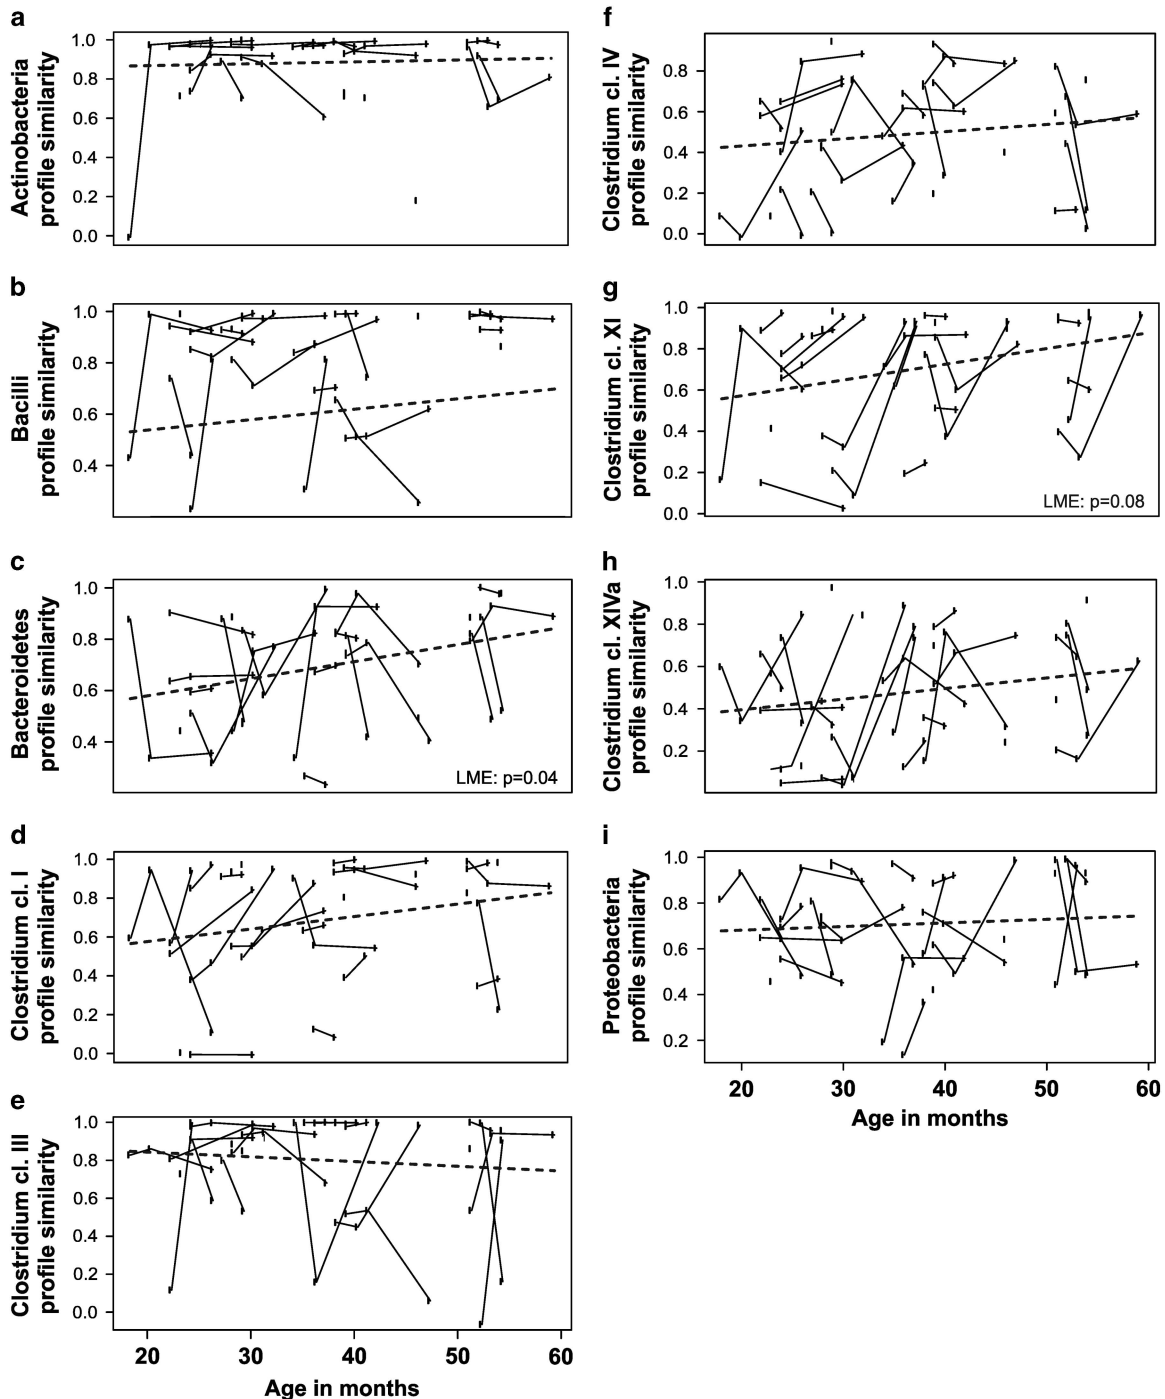 a
Actinobacteria
profile similarity
1.0
0.8
0.6
0.4
0.2
0.0
b
Bacilli
profile similarity
1.0
0.8
0.6
0.4
c
Bacteroidetes
profile similarity
1.0
0.8
0.6
0.4
LME: p=0.04
d
Clostridium cl. I
profile similarity
1.0
0.8
0.6
0.4
0.2
0.0
e
Clostridium cl. III
profile similarity
1.0
0.8
0.6
0.4
0.2
0.0
20 30 40 50 60
Age in months
f
Clostridium cl. IV
profile similarity
0.8
0.6
0.4
0.2
0.0
g
Clostridium cl. XI
profile similarity
1.0
0.8
0.6
0.4
0.2
0.0
LME: p=0.08
h
Clostridium cl. XIVa
profile similarity
1.0
0.8
0.6
0.4
0.2
i
Proteobacteria
profile similarity
1.0
0.8
0.6
0.4
0.2
20 30 40 50 60
Age in months